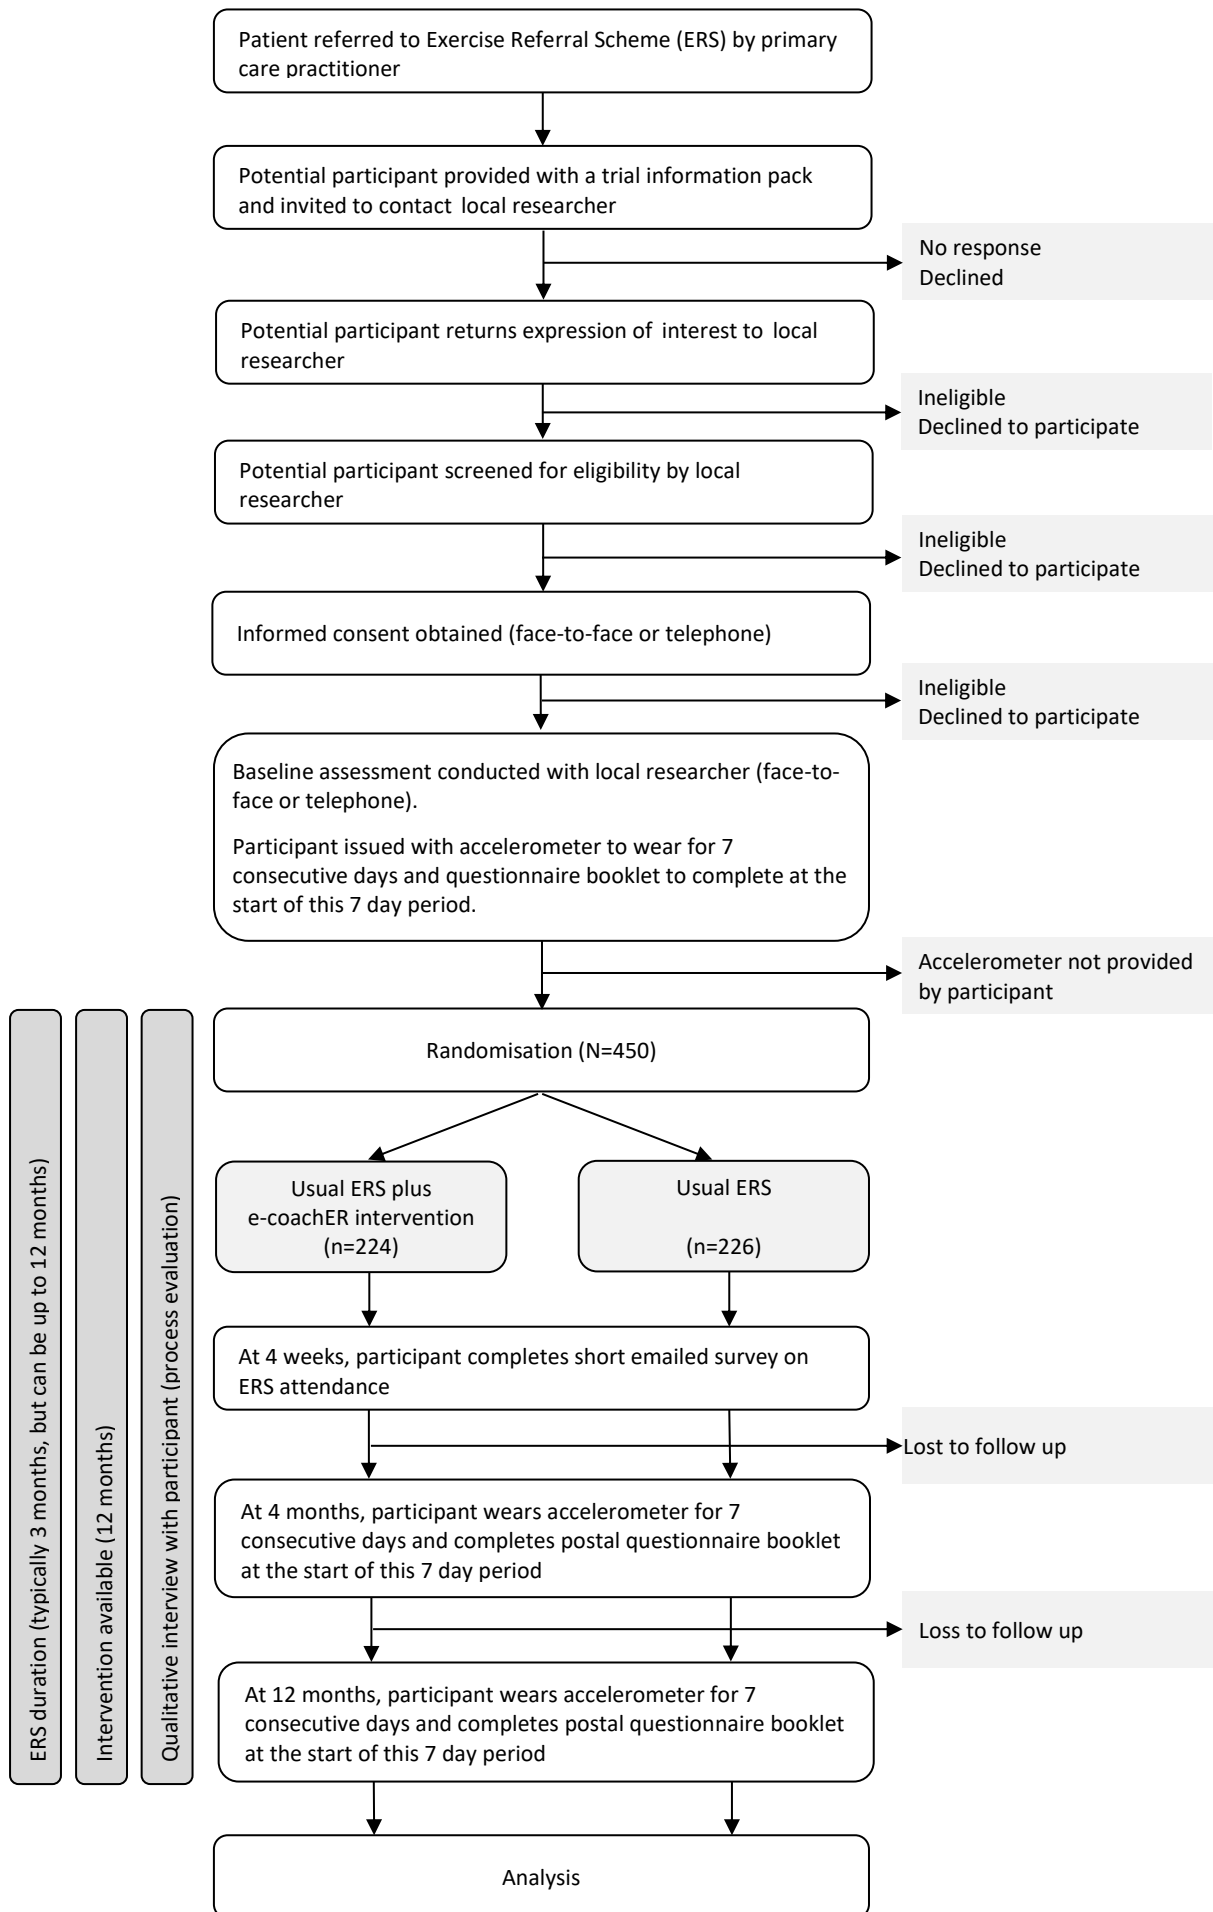 Patient referred to Exercise Referral Scheme (ERS) by primary
care practitioner
Potential participant provided with a trial information pack
and invited to contact local researcher
No response
Declined
Potential participant returns expression of interest to local
researcher
Ineligible
Declined to participate
Potential participant screened for eligibility by local
researcher
Ineligible
Declined to participate
Informed consent obtained (face-to-face or telephone)
Ineligible
Declined to participate
Baseline assessment conducted with local researcher (face-to-
face or telephone).
Participant issued with accelerometer to wear for 7
consecutive days and questionnaire booklet to complete at the
start of this 7 day period.
Accelerometer not provided
by participant
Randomisation (N=450)
Usual ERS plus
e-coachER intervention
(n=224)
Usual ERS
(n=226)
At 4 weeks, participant completes short emailed survey on
ERS attendance
Lost to follow up
At 4 months, participant wears accelerometer for 7
consecutive days and completes postal questionnaire booklet
at the start of this 7 day period
Loss to follow up
At 12 months, participant wears accelerometer for 7
consecutive days and completes postal questionnaire booklet
at the start of this 7 day period
Analysis
ERS duration (typically 3 months, but can be up to 12 months)
Intervention available (12 months)
Qualitative interview with participant (process evaluation)